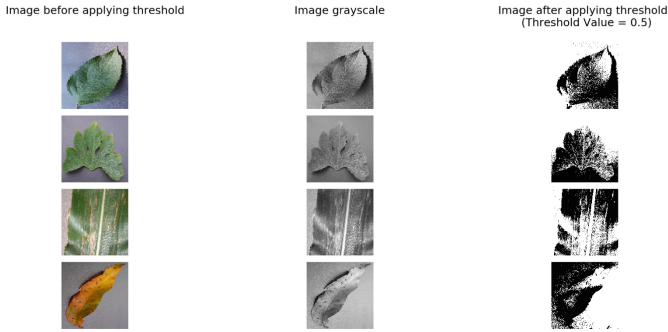 Image before applying threshold
Image grayscale
Image after applying threshold
(Threshold Value = 0.5)